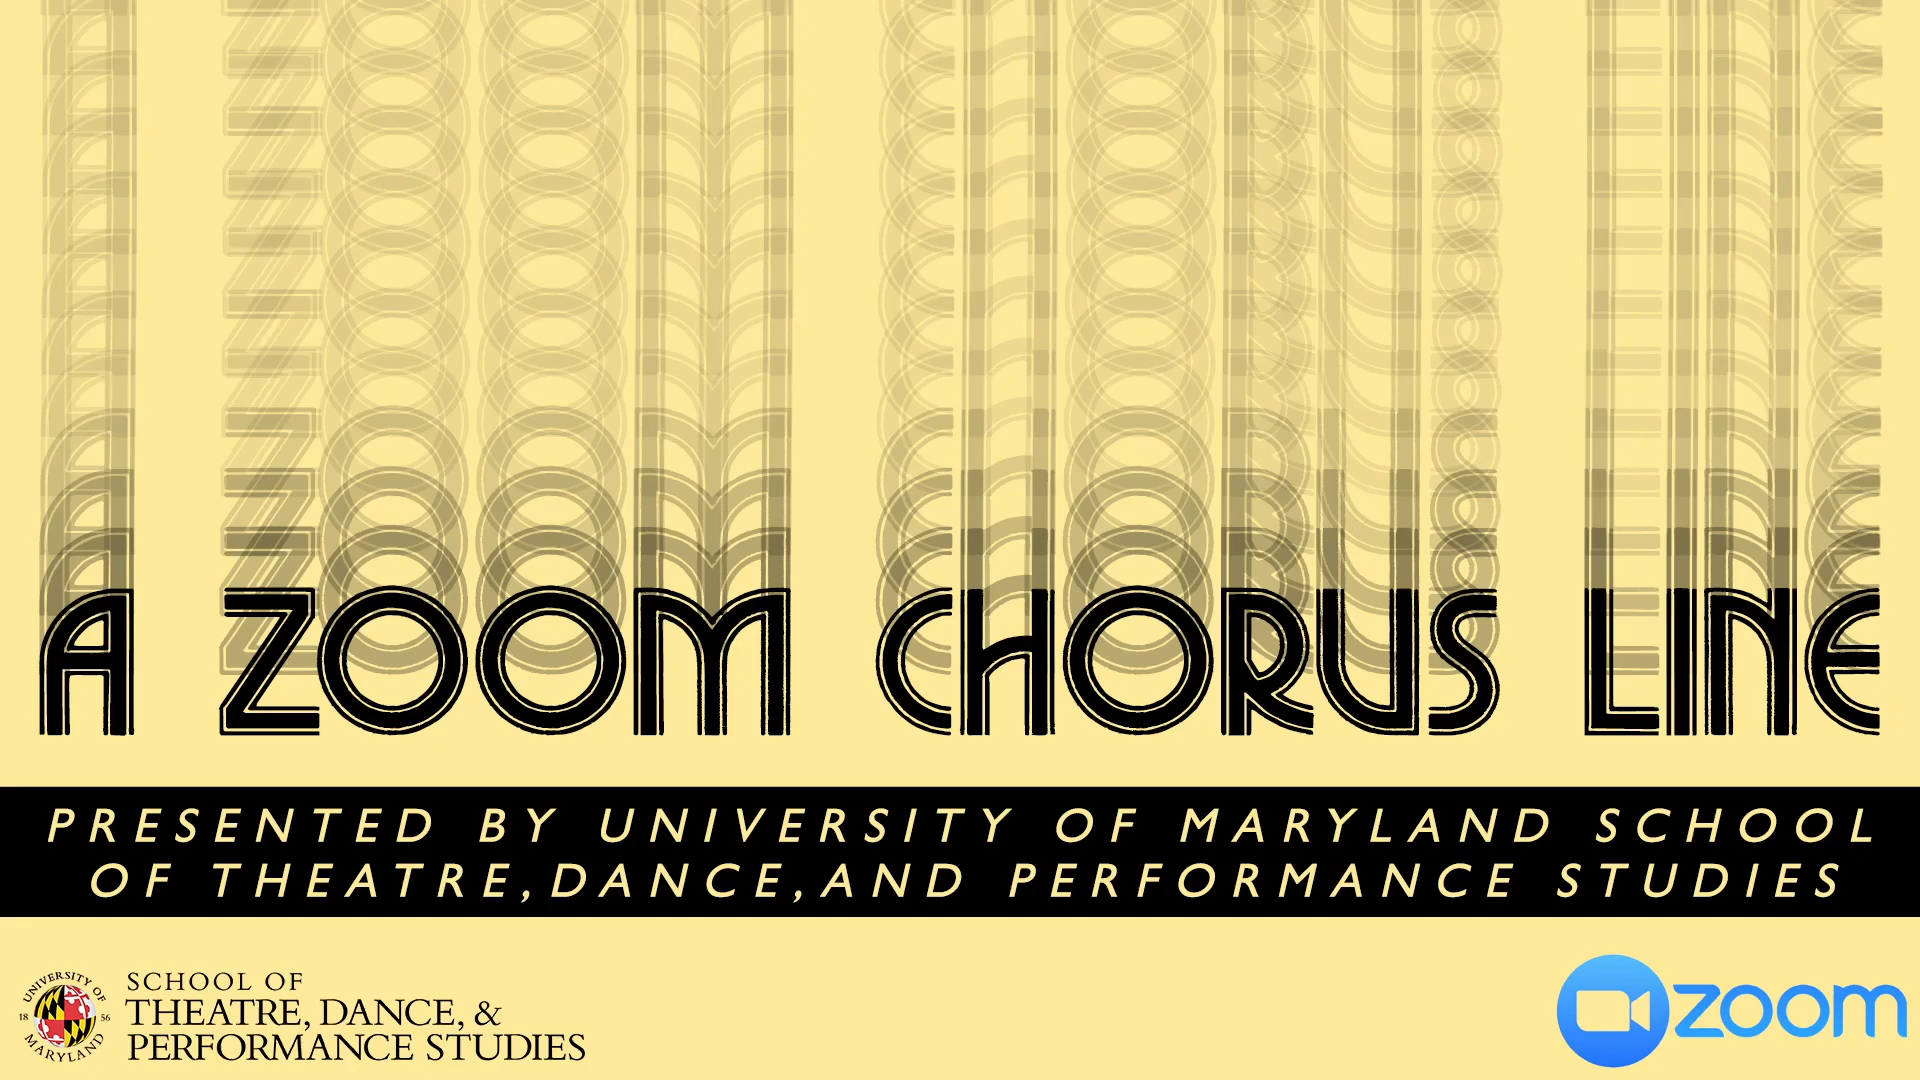 A ZOOM CHORUS LINE
PRESENTED BY UNIVERSITY OF MARYLAND SCHOOL
OF THEATRE, DANCE, AND PERFORMANCE STUDIES
UNIVERSITY OF
18 56
MARYLAND
SCHOOL OF
THEATRE, DANCE, &
PERFORMANCE STUDIES
zoom